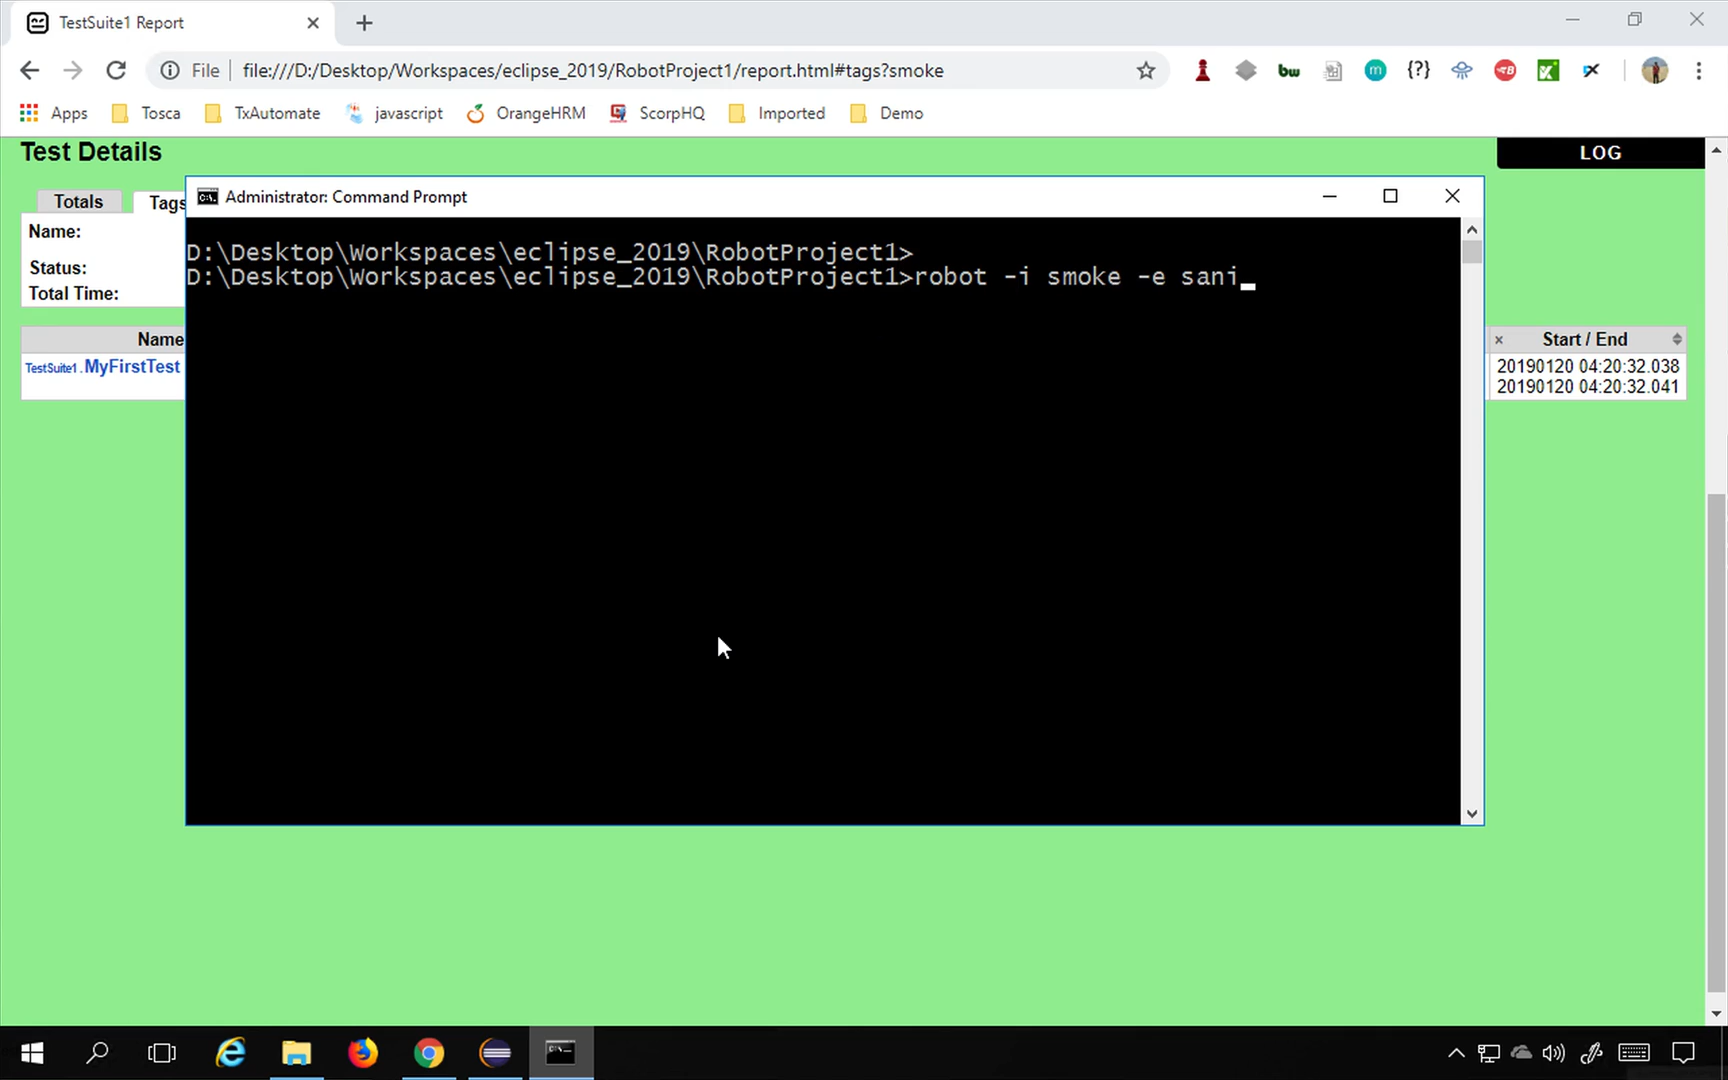 TestSuite1 Report
File
file:///D:/Desktop/Workspaces/eclipse_2019/RobotProject1/report.html#tags?smoke
bw
m
{?}
Apps
Tosca
TxAutomate
javascript
OrangeHRM
ScorpHQ
Imported
Demo
Test Details
LOG
Totals
Tags
Name:
Status:
Total Time:
Administrator: Command Prompt
D:\Desktop\Workspaces\eclipse_2019\RobotProject1>
D:\Desktop\Workspaces\eclipse_2019\RobotProject1>robot -i smoke -e sani_
Name
× Start / End
TestSuite1 . MyFirstTest
20190120 04:20:32.038
20190120 04:20:32.041